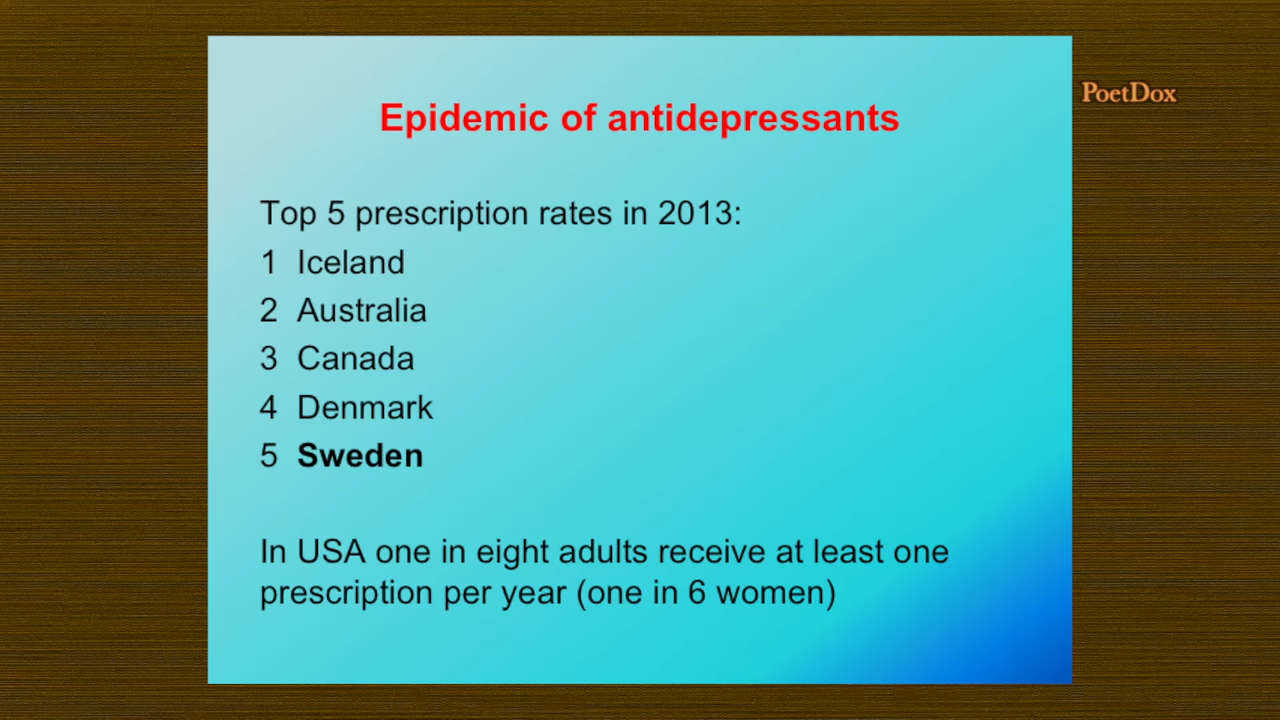 Epidemic of antidepressants
PoetDox
Top 5 prescription rates in 2013:
1 Iceland
2 Australia
3 Canada
4 Denmark
5 Sweden
In USA one in eight adults receive at least one
prescription per year (one in 6 women)